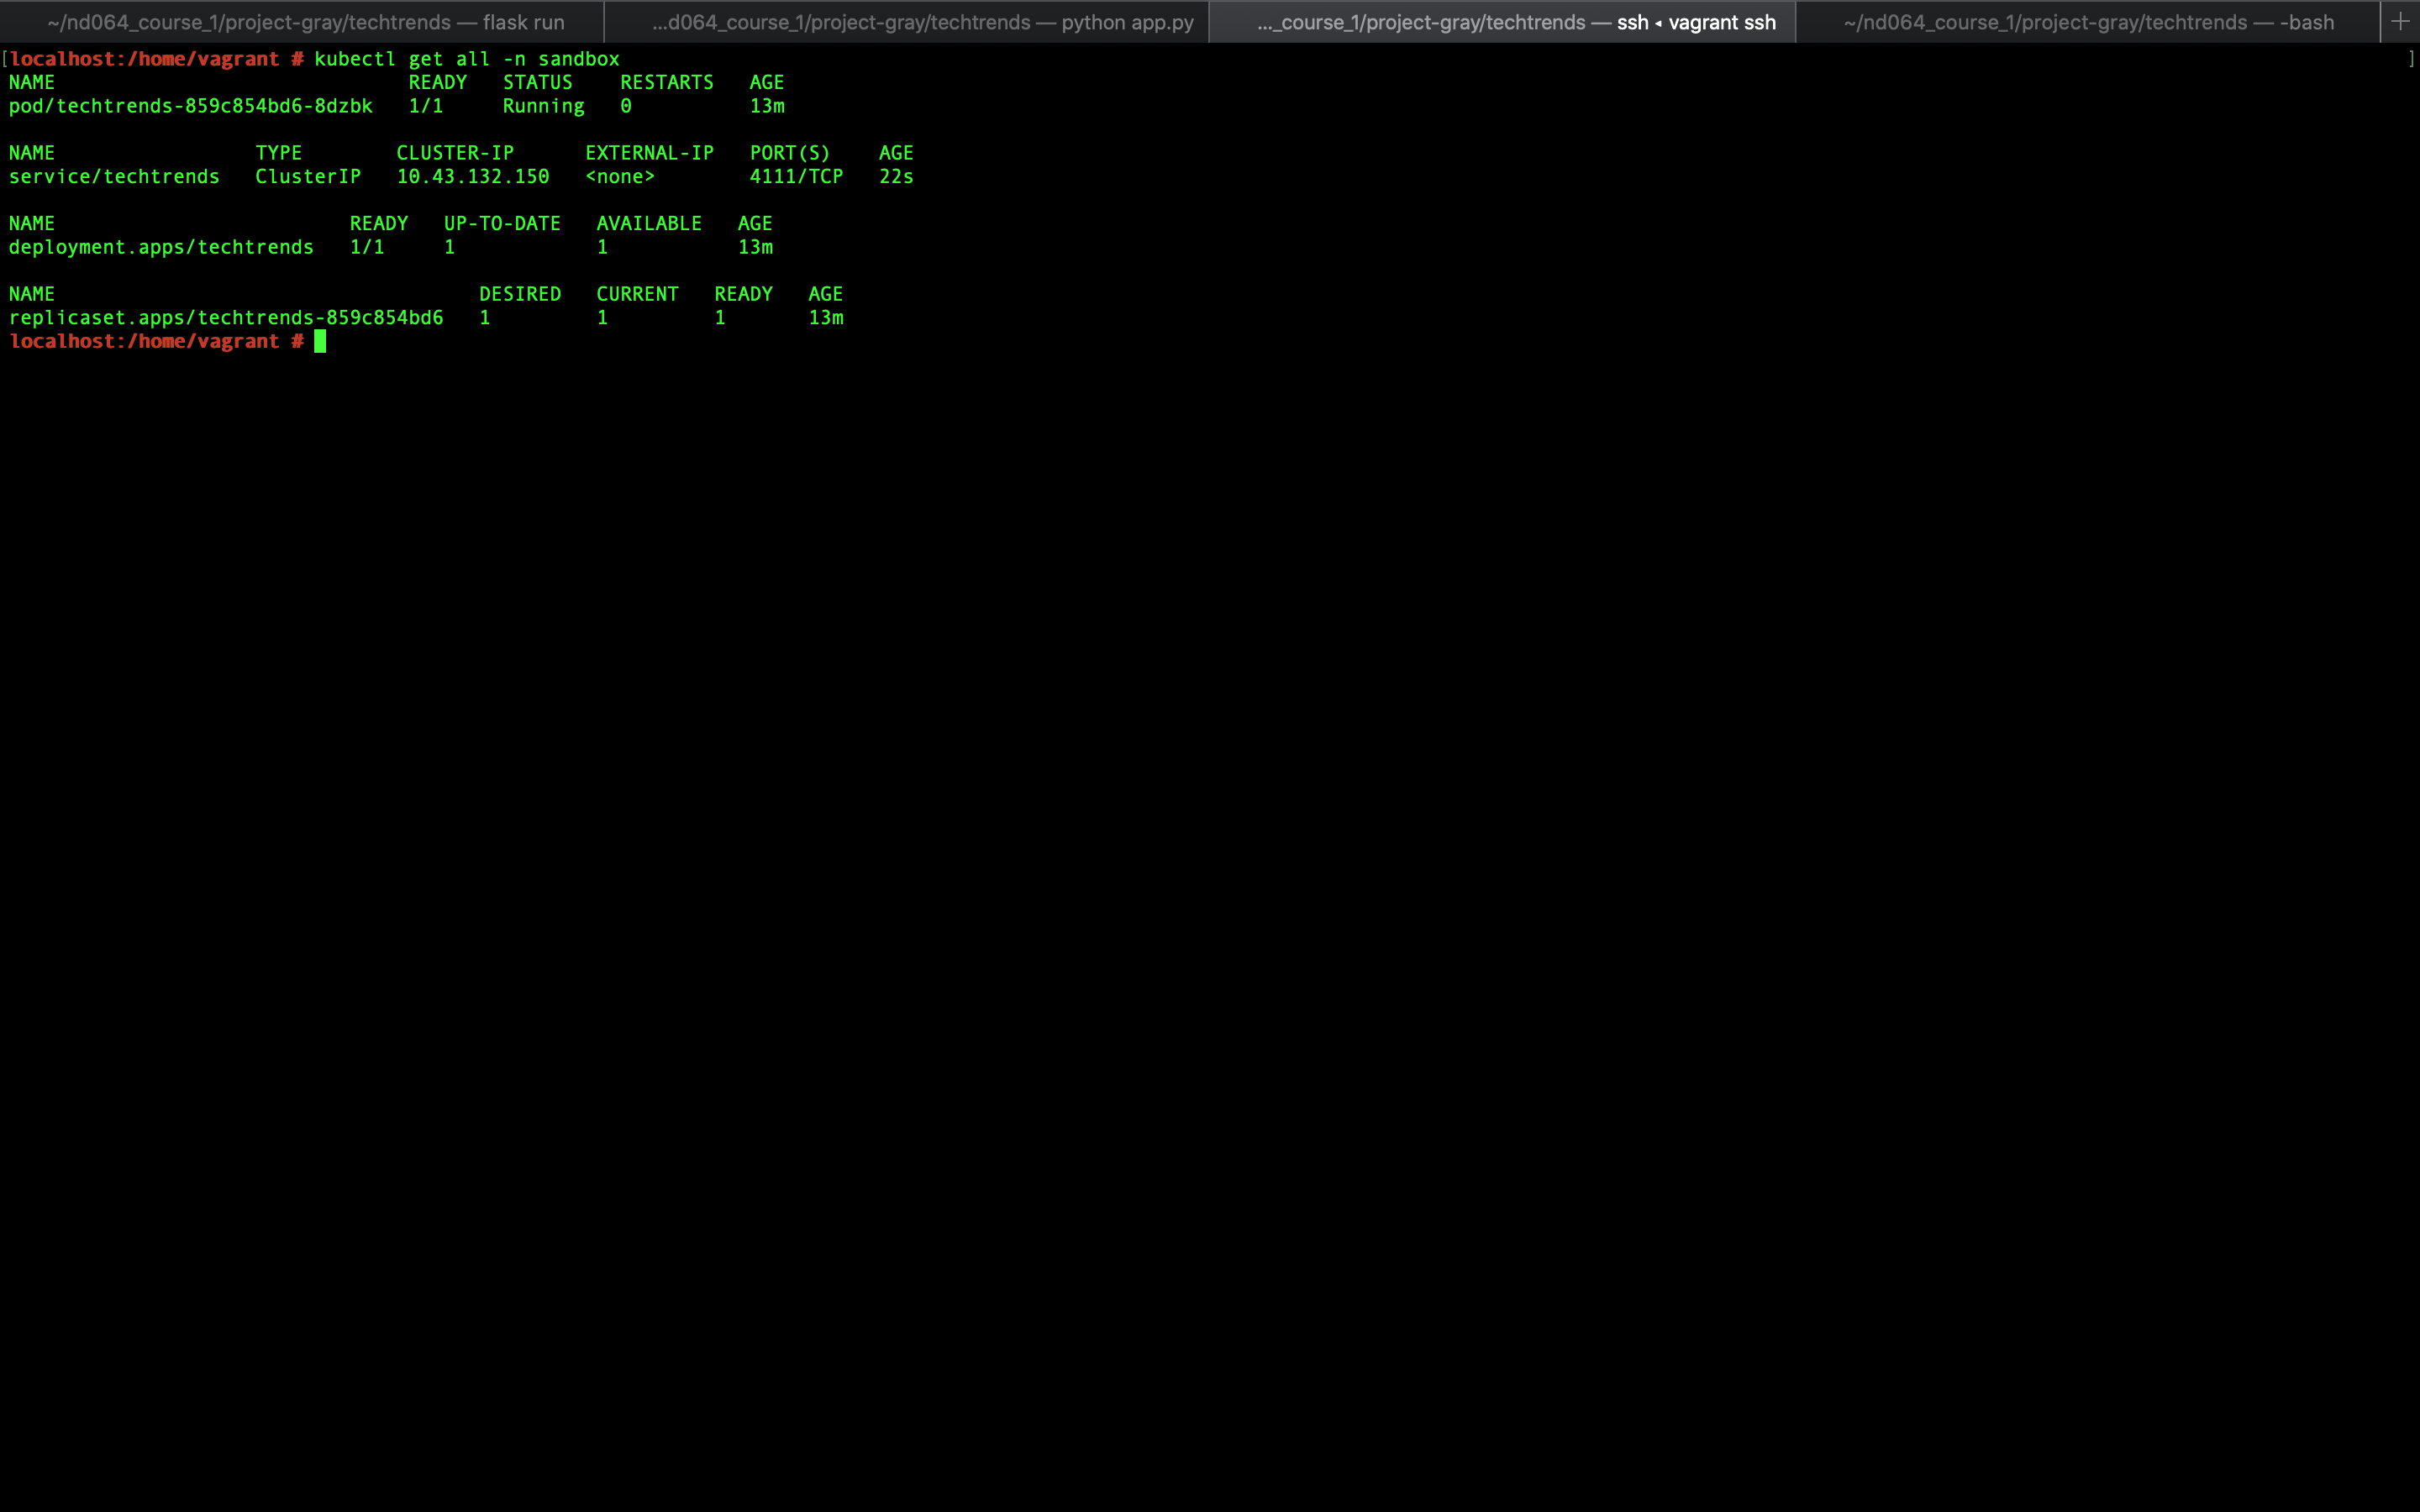 ~/nd064_course_1/project-gray/techtrends — flask run
...d064_course_1/project-gray/techtrends — python app.py
..._course_1/project-gray/techtrends — ssh ◂ vagrant ssh
~/nd064_course_1/project-gray/techtrends — -bash
+
[localhost:/home/vagrant # kubectl get all -n sandbox ]
NAME READY STATUS RESTARTS AGE
pod/techtrends-859c854bd6-8dzbk 1/1 Running 0 13m
NAME TYPE CLUSTER-IP EXTERNAL-IP PORT(S) AGE
service/techtrends ClusterIP 10.43.132.150 <none> 4111/TCP 22s
NAME READY UP-TO-DATE AVAILABLE AGE
deployment.apps/techtrends 1/1 1 1 13m
NAME DESIRED CURRENT READY AGE
replicaset.apps/techtrends-859c854bd6 1 1 1 13m
localhost:/home/vagrant #